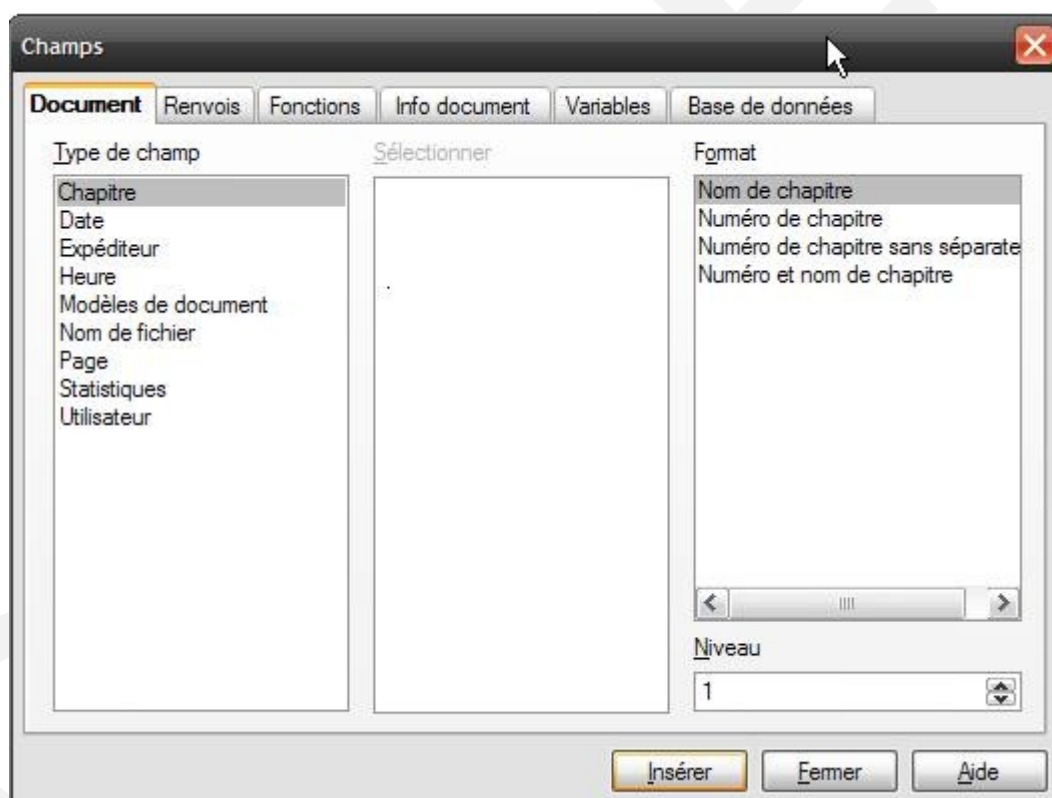 Champs
Document Renvois Fonctions Info document Variables Base de données
Type de champ
Chapitre
Date
Expéditeur
Heure
Modèles de document
Nom de fichier
Page
Statistiques
Utilisateur
Sélectionner
Format
Nom de chapitre
Numéro de chapitre
Numéro de chapitre sans séparate
Numéro et nom de chapitre
Niveau
1
Insérer Fermer Aide